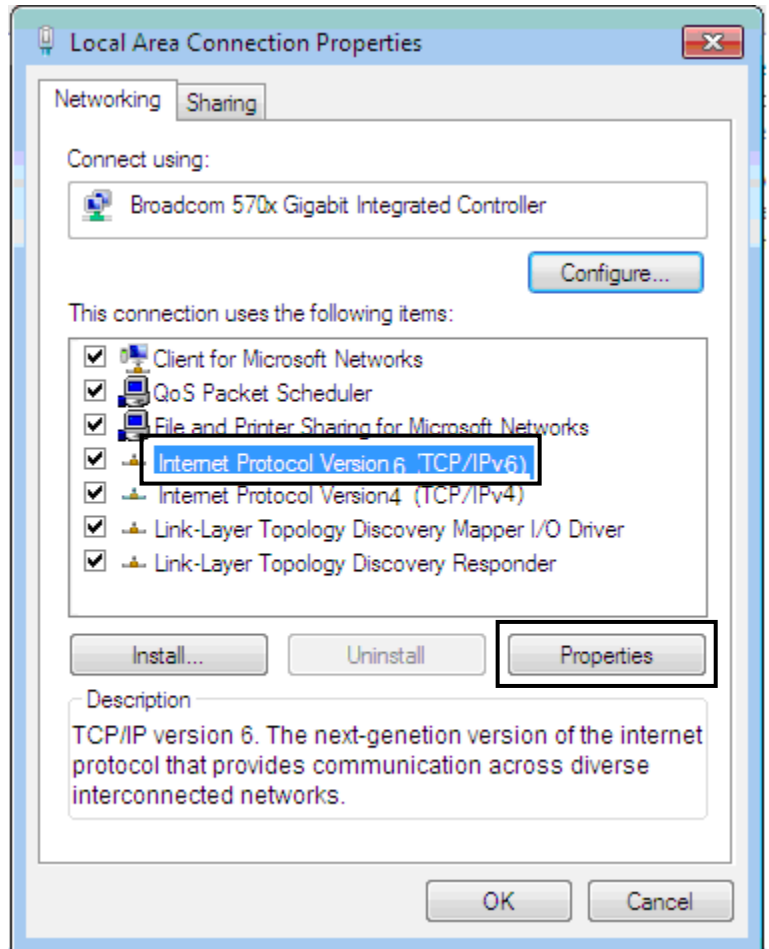 Local Area Connection Properties
Networking
Sharing
Connect using:
Broadcom 570x Gigabit Integrated Controller
Configure...
This connection uses the following items:
Client for Microsoft Networks
QoS Packet Scheduler
File and Printer Sharing for Microsoft Networks
Internet Protocol Version 6 (TCP/IPv6)
Internet Protocol Version4 (TCP/IPv4)
Link-Layer Topology Discovery Mapper I/O Driver
Link-Layer Topology Discovery Responder
Install...
Uninstall
Properties
Description
TCP/IP version 6. The next-genetion version of the internet
protocol that provides communication across diverse
interconnected networks.
OK
Cancel